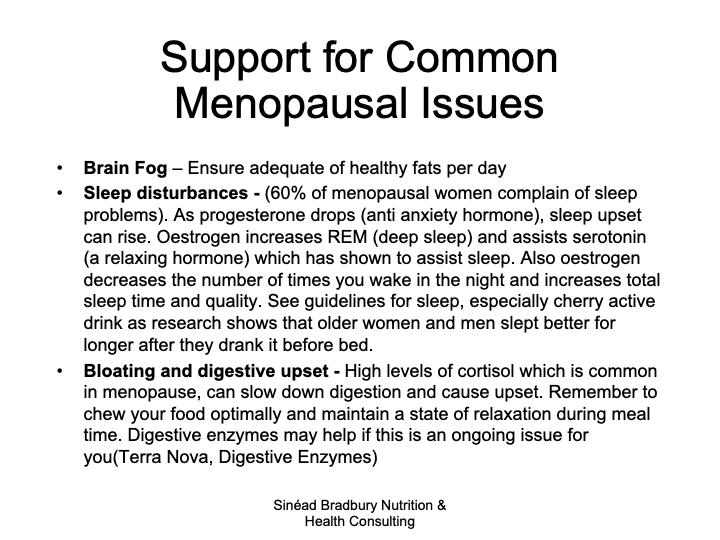 Support for Common
Menopausal Issues
• Brain Fog – Ensure adequate of healthy fats per day
• Sleep disturbances - (60% of menopausal women complain of sleep
problems). As progesterone drops (anti anxiety hormone), sleep upset
can rise. Oestrogen increases REM (deep sleep) and assists serotonin
(a relaxing hormone) which has shown to assist sleep. Also oestrogen
decreases the number of times you wake in the night and increases total
sleep time and quality. See guidelines for sleep, especially cherry active
drink as research shows that older women and men slept better for
longer after they drank it before bed.
• Bloating and digestive upset - High levels of cortisol which is common
in menopause, can slow down digestion and cause upset. Remember to
chew your food optimally and maintain a state of relaxation during meal
time. Digestive enzymes may help if this is an ongoing issue for
you(Terra Nova, Digestive Enzymes)
Sinéad Bradbury Nutrition &
Health Consulting